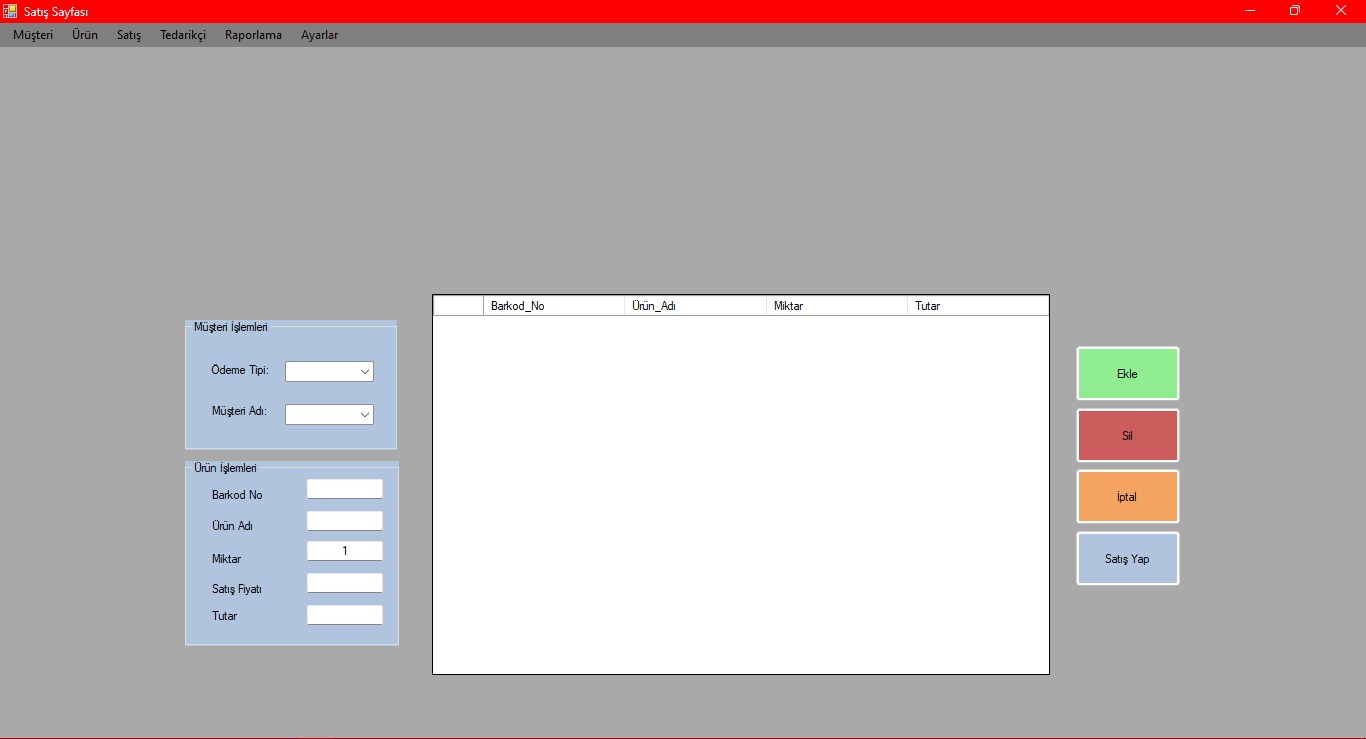 Satış Sayfası
Müşteri Ürün Satış Tedarikçi Raporlama Ayarlar
Müşteri İşlemleri
Ödeme Tipi:
Müşteri Adı:
Ürün İşlemleri
Barkod No
Ürün Adı
Miktar 1
Satış Fiyatı
Tutar
Barkod_No Ürün_Adı Miktar Tutar
Ekle
Sil
İptal
Satış Yap